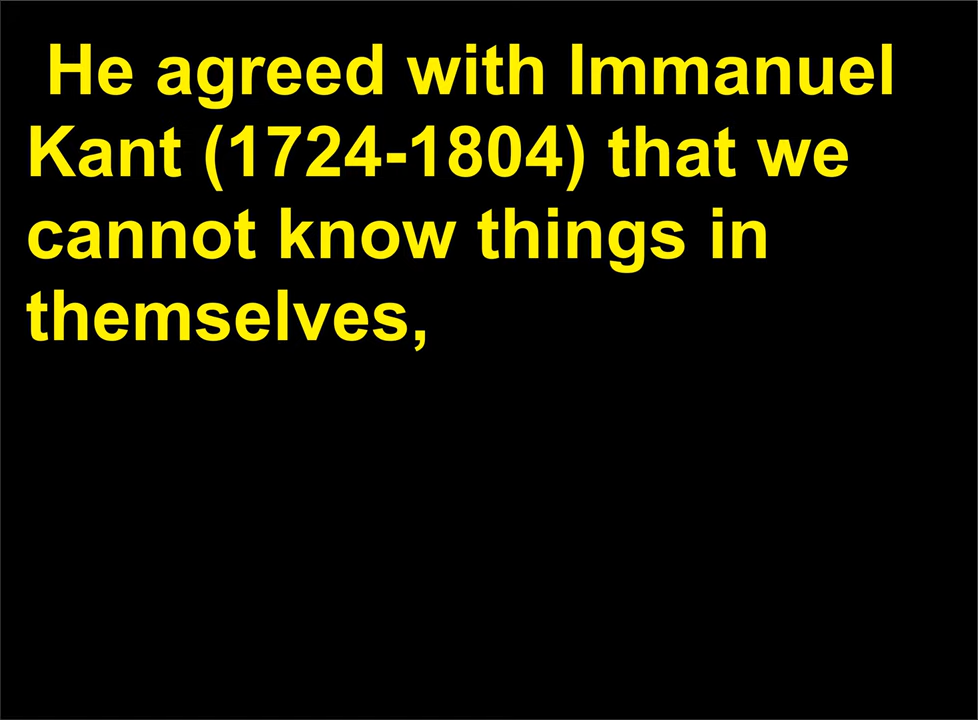 He agreed with Immanuel
Kant (1724-1804) that we
cannot know things in
themselves,